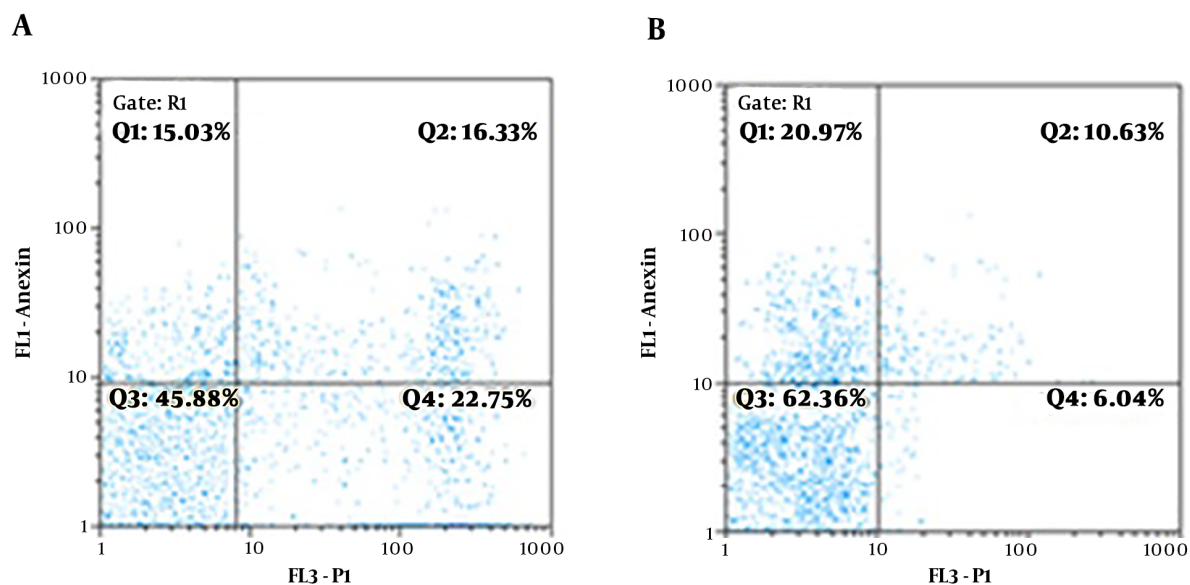 A
1000
Gate: R1
Q1: 15.03%
Q2: 16.33%
100
FL1 - Anexin
10
Q3: 45.88%
Q4: 22.75%
1
1
10
100
1000
FL3 - P1
B
1000
Gate: R1
Q1: 20.97%
Q2: 10.63%
100
FL1 - Anexin
10
Q3: 62.36%
Q4: 6.04%
1
1
10
100
1000
FL3 - P1